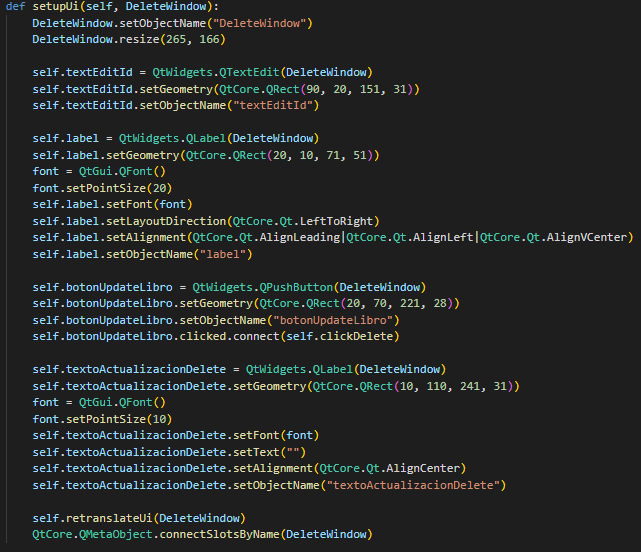 def setupUi(self, DeleteWindow):
DeleteWindow.setObjectName("DeleteWindow")
DeleteWindow.resize(265, 166)
self.textEditId = QtWidgets.QTextEdit(DeleteWindow)
self.textEditId.setGeometry(QtCore.QRect(90, 20, 151, 31))
self.textEditId.setObjectName("textEditId")
self.label = QtWidgets.QLabel(DeleteWindow)
self.label.setGeometry(QtCore.QRect(20, 10, 71, 51))
font = QtGui.QFont()
font.setPointSize(20)
self.label.setFont(font)
self.label.setLayoutDirection(QtCore.Qt.LeftToRight)
self.label.setAlignment(QtCore.Qt.AlignLeading|QtCore.Qt.AlignLeft|QtCore.Qt.AlignVCenter)
self.label.setObjectName("label")
self.botonUpdateLibro = QtWidgets.QPushButton(DeleteWindow)
self.botonUpdateLibro.setGeometry(QtCore.QRect(20, 70, 221, 28))
self.botonUpdateLibro.setObjectName("botonUpdateLibro")
self.botonUpdateLibro.clicked.connect(self.clickDelete)
self.textoActualizacionDelete = QtWidgets.QLabel(DeleteWindow)
self.textoActualizacionDelete.setGeometry(QtCore.QRect(10, 110, 241, 31))
font = QtGui.QFont()
font.setPointSize(10)
self.textoActualizacionDelete.setFont(font)
self.textoActualizacionDelete.setText("")
self.textoActualizacionDelete.setAlignment(QtCore.Qt.AlignCenter)
self.textoActualizacionDelete.setObjectName("textoActualizacionDelete")
self.retranslateUi(DeleteWindow)
QtCore.QMetaObject.connectSlotsByName(DeleteWindow)